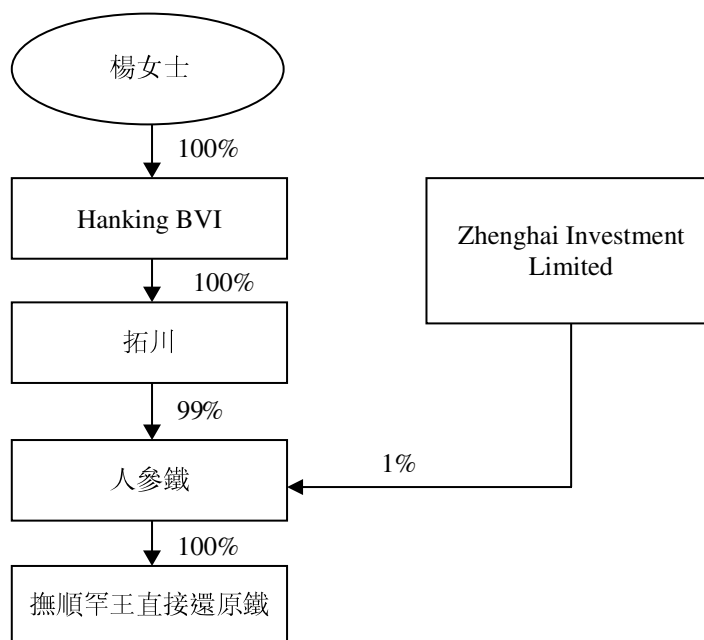 楊女士
100%
Hanking BVI
Zhenghai Investment
Limited
100%
拓川
99%
人參鐵
1%
100%
撫順罕王直接還原鐵